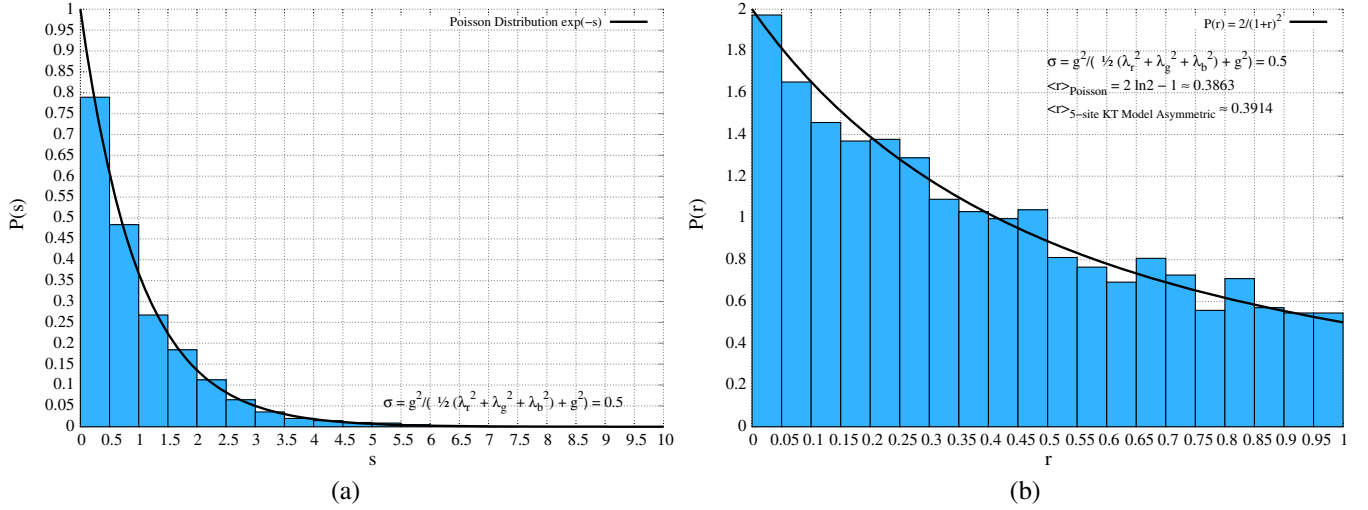 Poisson Distribution exp(−s)
1
0.95
0.9
0.85
0.8
0.75
0.7
0.65
0.6
0.55
0.5
0.45
0.4
0.35
0.3
0.25
0.2
0.15
0.1
0.05
0
P(s)
σ = g²/( ½ (λ_r² + λ_g² + λ_b²) + g²) = 0.5
0 0.5 1 1.5 2 2.5 3 3.5 4 4.5 5 5.5 6 6.5 7 7.5 8 8.5 9 9.5 10
s
(a)
P(r) = 2/(1+r)²
σ = g²/( ½ (λ_r² + λ_g² + λ_b²) + g²) = 0.5
<r>_Poisson = 2 ln2 − 1 ≈ 0.3863
<r>_5−site KT Model Asymmetric ≈ 0.3914
2
1.8
1.6
1.4
1.2
1
0.8
0.6
0.4
0.2
0
P(r)
0 0.05 0.1 0.15 0.2 0.25 0.3 0.35 0.4 0.45 0.5 0.55 0.6 0.65 0.7 0.75 0.8 0.85 0.9 0.95 1
r
(b)